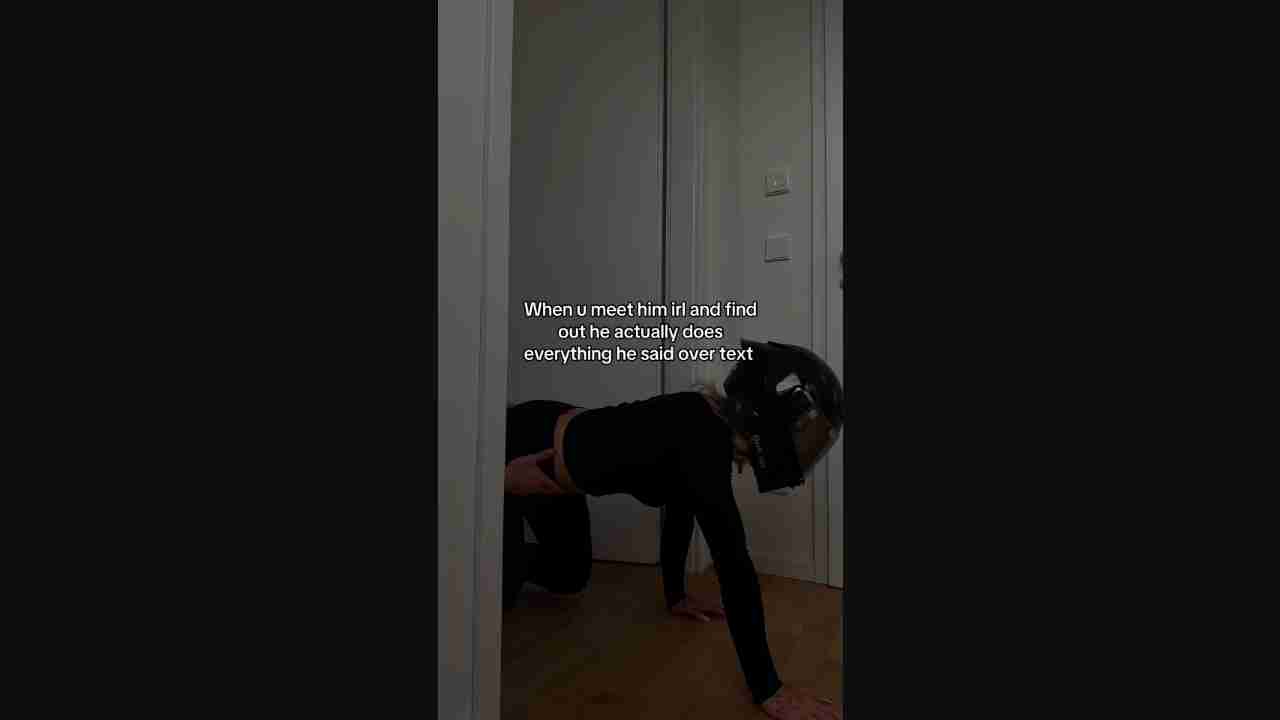 When u meet him irl and find
out he actually does
everything he said over text